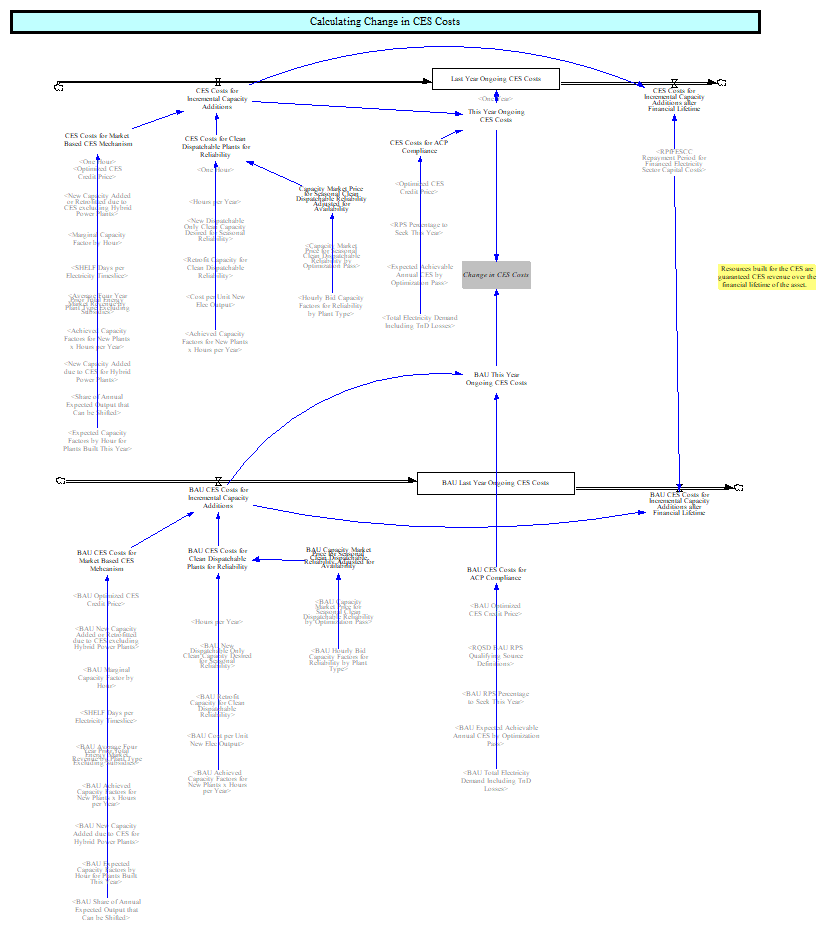 Calculating Change in CES Costs
Last Year Ongoing CES Costs
CES Costs for
Incremental Capacity
Additions
CES Costs for
Incremental Capacity
Additions after
Financial Lifetime
This Year Ongoing
CES Costs
CES Costs for Market
Based CES Mechanism
CES Costs for Clean
Dispatchable Plants for
Reliability
CES Costs for ACP
Compliance
<One Hour>
<Optimized CES
Credit Price>
<New Capacity Added
or Retrofitted due to
CES excluding Hybrid
Power Plants>
<Marginal Capacity
Factor by Hour>
<SHELF Days per
Electricity Timeslice>
<Achieved Capacity
Factors for New Plants
x Hours per Year>
<New Capacity Added
due to CES for Hybrid
Power Plants>
<Share of Annual
Expected Output that
Can be Shifted>
<Expected Capacity
Factors by Hour for
Plants Built This Year>
<One Hour>
<Hours per Year>
<New Dispatchable
Only Clean Capacity
Desired for Seasonal
Reliability>
<Retrofit Capacity for
Clean Dispatchable
Reliability>
<Cost per Unit New
Elec Output>
<Achieved Capacity
Factors for New Plants
x Hours per Year>
Capacity Market Price
for Seasonal Clean
Dispatchable Reliability
Adjusted for
Availability
<Capacity Market
Price for Seasonal
Clean Dispatchable
Reliability by
Optimization Pass>
<Hourly Bid Capacity
Factors for Reliability
by Plant Type>
<Optimized CES
Credit Price>
<RPS Percentage to
Seek This Year>
<Expected Achievable
Annual CES by
Optimization Pass>
<Total Electricity Demand
Including TnD Losses>
Change in CES Costs
Repayment Period for
Financed Electricity
Sector Capital Costs>
Resources built for the CES are
guaranteed CES revenue over the
financial lifetime of the asset.
BAU This Year
Ongoing CES Costs
BAU Last Year Ongoing CES Costs
BAU CES Costs for
Incremental Capacity
Additions
BAU CES Costs for
Incremental Capacity
Additions after
Financial Lifetime
BAU CES Costs for
Market Based CES
Mehcanism
BAU CES Costs for
Clean Dispatchable
Plants for Reliability
BAU Capacity Market
Price for Seasonal
Clean Dispatchable
Reliability Adjusted for
Availability
BAU CES Costs for
ACP Compliance
<BAU Optimized CES
Credit Price>
<BAU New Capacity
Added or Retrofitted
due to CES excluding
Hybrid Power Plants>
<BAU Marginal
Capacity Factor by
Hour>
<SHELF Days per
Electricity Timeslice>
<BAU Average Four
Year Price Total
Energy Market
Revenue by Plant Type
Excluding Subsidies>
<BAU Achieved
Capacity Factors for
New Plants x Hours
per Year>
<BAU New Capacity
Added due to CES for
Hybrid Power Plants>
<BAU Expected
Capacity Factors by
Hour for Plants Built
This Year>
<BAU Share of Annual
Expected Output that
Can be Shifted>
<Hours per Year>
<BAU New
Dispatchable Only
Clean Capacity Desired
for Seasonal
Reliability>
<BAU Retrofit
Capacity for Clean
Dispatchable
Reliability>
<BAU Cost per Unit
New Elec Output>
<BAU Achieved
Capacity Factors for
New Plants x Hours
per Year>
<BAU Capacity
Market Price for
Seasonal Clean
Dispatchable Reliability
by Optimization Pass>
<BAU Hourly Bid
Capacity Factors for
Reliability by Plant
Type>
<BAU Optimized
CES Credit Price>
<RQSD BAU RPS
Qualifying Source
Definitions>
<BAU RPS Percentage
to Seek This Year>
<BAU Expected Achievable
Annual CES by Optimization
Pass>
<BAU Total Electricity
Demand Including TnD
Losses>